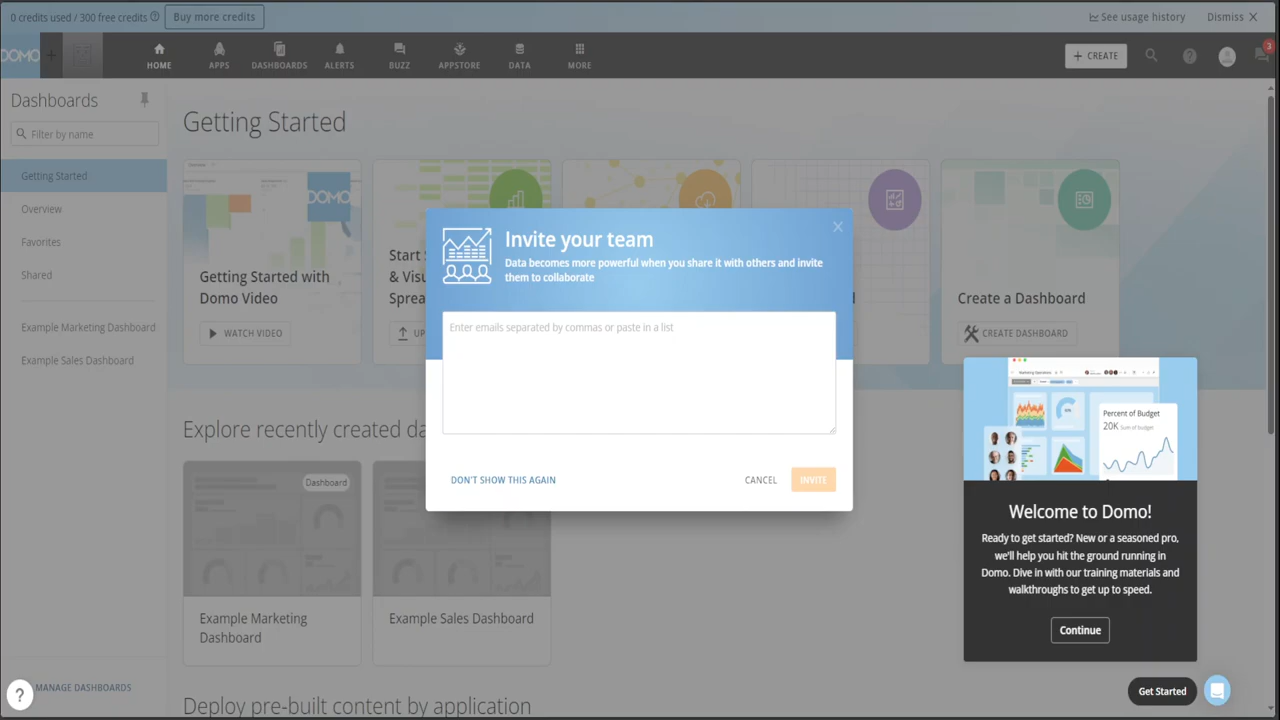 0 credits used / 300 free credits
Buy more credits
See usage history
Dismiss
DOMO
HOME
APPS
DASHBOARDS
ALERTS
BUZZ
APPSTORE
DATA
MORE
+ CREATE
3
Dashboards
Filter by name
Getting Started
Overview
Favorites
Shared
Example Marketing Dashboard
Example Sales Dashboard
MANAGE DASHBOARDS
Getting Started
DOMO
Getting Started with
Domo Video
WATCH VIDEO
Start
& Visu
Sprea
UP
Create a Dashboard
CREATE DASHBOARD
Invite your team
Data becomes more powerful when you share it with others and invite
them to collaborate
Enter emails separated by commas or paste in a list
DON'T SHOW THIS AGAIN
CANCEL
INVITE
Explore recently created da
Dashboard
Example Marketing
Dashboard
Example Sales Dashboard
Deploy pre-built content by application
Marketing Operations
Percent of Budget
20K Sum of budget
Welcome to Domo!
Ready to get started? New or a seasoned pro,
we'll help you hit the ground running in
Domo. Dive in with our training materials and
walkthroughs to get up to speed.
Continue
Get Started